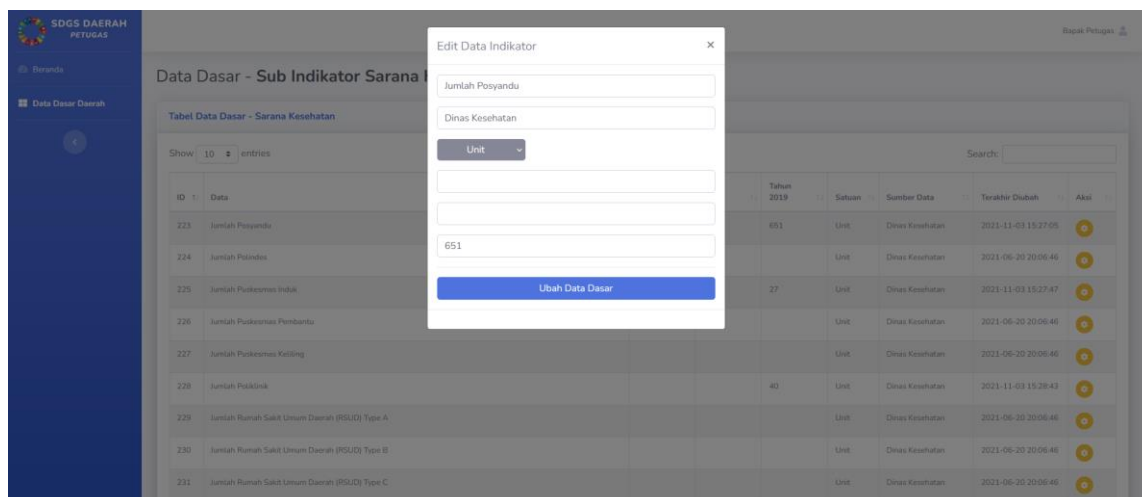 SDGS DAERAH
PETUGAS
Bapak Petugas
Beranda
Data Dasar Daerah
Data Dasar - Sub Indikator Sarana
Tabel Data Dasar - Sarana Kesehatan
Show 10 entries
Search:
Edit Data Indikator ×
Jumlah Posyandu
Dinas Kesehatan
Unit
651
Ubah Data Dasar
ID Data Tahun 2019 Satuan Sumber Data Terakhir Diubah Aksi
223 Jumlah Posyandu 651 Unit Dinas Kesehatan 2021-11-03 15:27:05
224 Jumlah Polindes Unit Dinas Kesehatan 2021-06-20 20:06:46
225 Jumlah Puskesmas Induk 27 Unit Dinas Kesehatan 2021-11-03 15:27:47
226 Jumlah Puskesmas Pembantu Unit Dinas Kesehatan 2021-06-20 20:06:46
227 Jumlah Puskesmas Keliling Unit Dinas Kesehatan 2021-06-20 20:06:46
228 Jumlah Poliklinik 40 Unit Dinas Kesehatan 2021-11-03 15:28:43
229 Jumlah Rumah Sakit Umum Daerah (RSUD) Type A Unit Dinas Kesehatan 2021-06-20 20:06:46
230 Jumlah Rumah Sakit Umum Daerah (RSUD) Type B Unit Dinas Kesehatan 2021-06-20 20:06:46
231 Jumlah Rumah Sakit Umum Daerah (RSUD) Type C Unit Dinas Kesehatan 2021-06-20 20:06:46